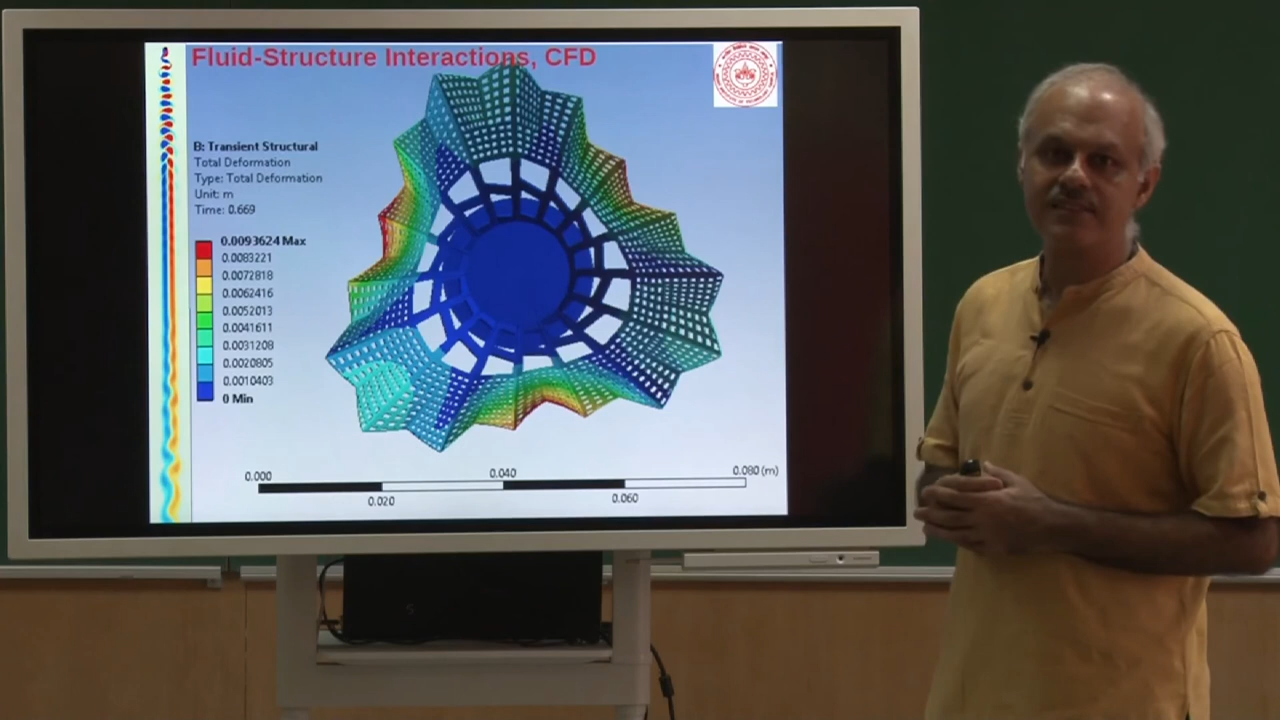 Fluid-Structure Interactions, CFD
B: Transient Structural
Total Deformation
Type: Total Deformation
Unit: m
Time: 0.669
0.0093624 Max
0.0083221
0.0072818
0.0062416
0.0052013
0.0041611
0.0031208
0.0020805
0.0010403
0 Min
0.000 0.040 0.080 (m)
0.020 0.060